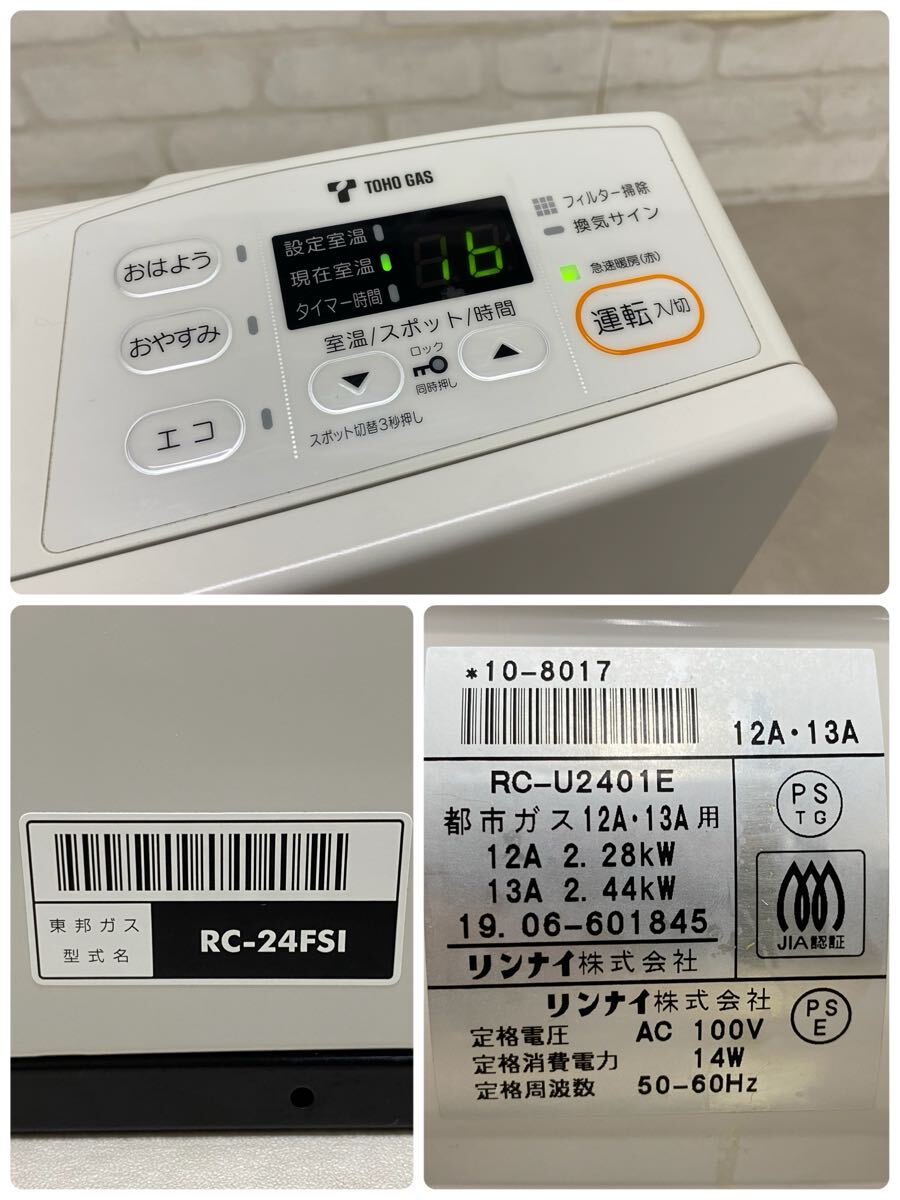 TOHO GAS
フィルター掃除
換気サイン
おはよう
設定室温
現在室温
タイマー時間
16
急速暖房(赤)
運転 入/切
おやすみ
室温/スポット/時間
ロック
同時押し
エコ
スポット切替3秒押し
東邦ガス
型式名
RC-24FSI
*10-8017
12A・13A
RC-U2401E
都市ガス12A・13A用
12A 2.28kW
13A 2.44kW
19.06-601845
リンナイ株式会社
PS
TG
JIA認証
リンナイ株式会社
定格電圧 AC 100V
定格消費電力 14W
定格周波数 50-60Hz
PS
E